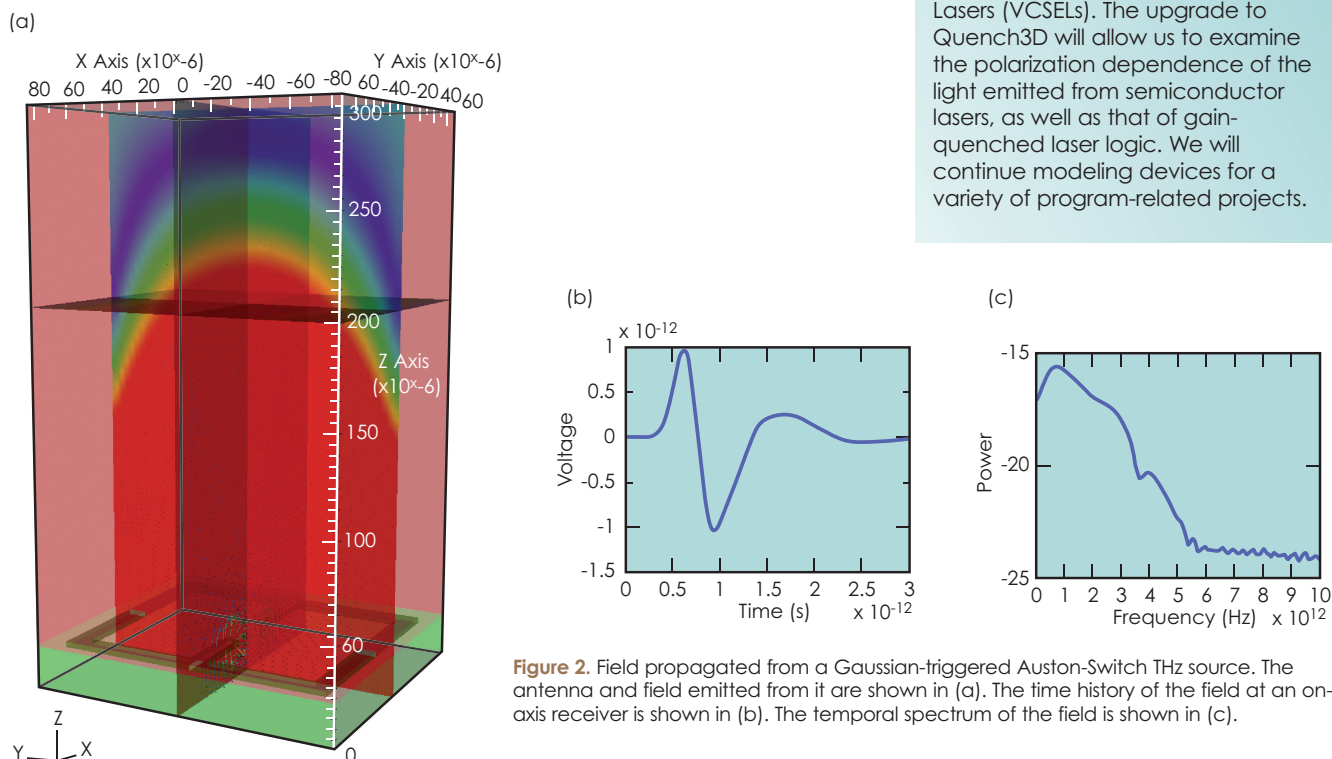 (a)
X Axis (x10ˣ-6)
Y Axis (x10ˣ-6)
80 60 40 20 0 -20 -40 -60 -80 60 -40 -20 40 60
300
250
200
Z Axis
(x10ˣ-6)
150
100
60
0
Z
Y
X
Lasers (VCSELs). The upgrade to
Quench3D will allow us to examine
the polarization dependence of the
light emitted from semiconductor
lasers, as well as that of gain-
quenched laser logic. We will
continue modeling devices for a
variety of program-related projects.
(b)
x 10-12
1
0.5
0
-0.5
-1
-1.5
Voltage
0 0.5 1 1.5 2 2.5 3
Time (s)
x 10-12
(c)
-15
-20
-25
Power
0 1 2 3 4 5 6 7 8 9 10
Frequency (Hz)
x 10¹²
Figure 2. Field propagated from a Gaussian-triggered Auston-Switch THz source. The
antenna and field emitted from it are shown in (a). The time history of the field at an on-
axis receiver is shown in (b). The temporal spectrum of the field is shown in (c).